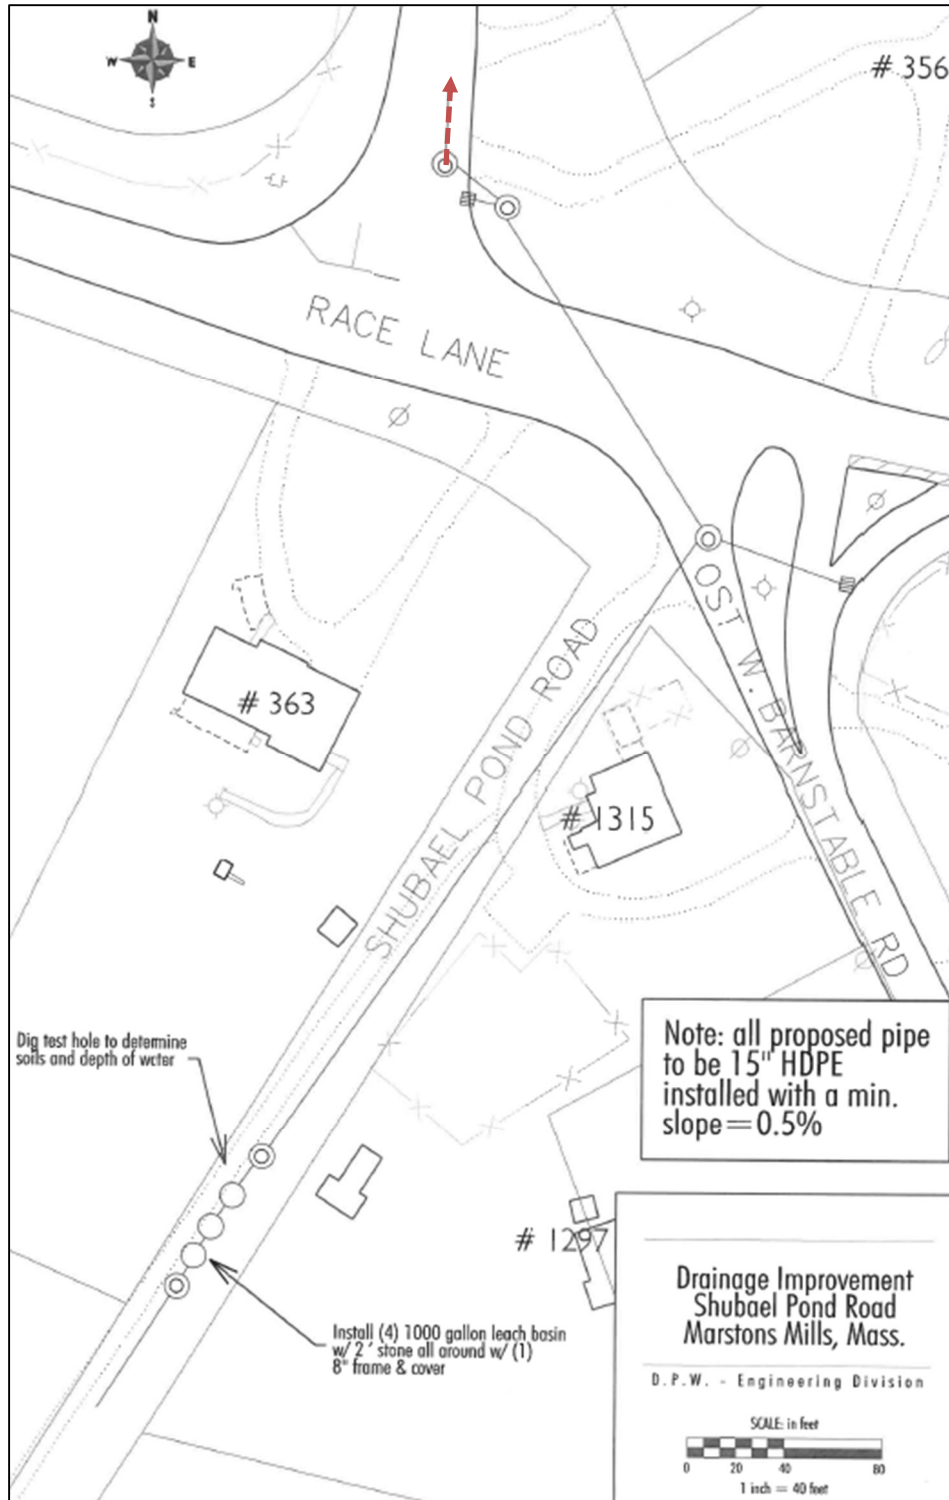 N
W E
S
# 356
RACE LANE
OST W. BARNSTABLE RD
SHUBAEL POND ROAD
# 363
# 1315
Dig test hole to determine
soils and depth of water
Note: all proposed pipe
to be 15" HDPE
installed with a min.
slope = 0.5%
# 1297
Install (4) 1000 gallon leach basin
w/ 2 ' stone all around w/ (1)
8" frame & cover
Drainage Improvement
Shubael Pond Road
Marstons Mills, Mass.
D.P.W. - Engineering Division
SCALE: in feet
0 20 40 80
1 inch = 40 feet